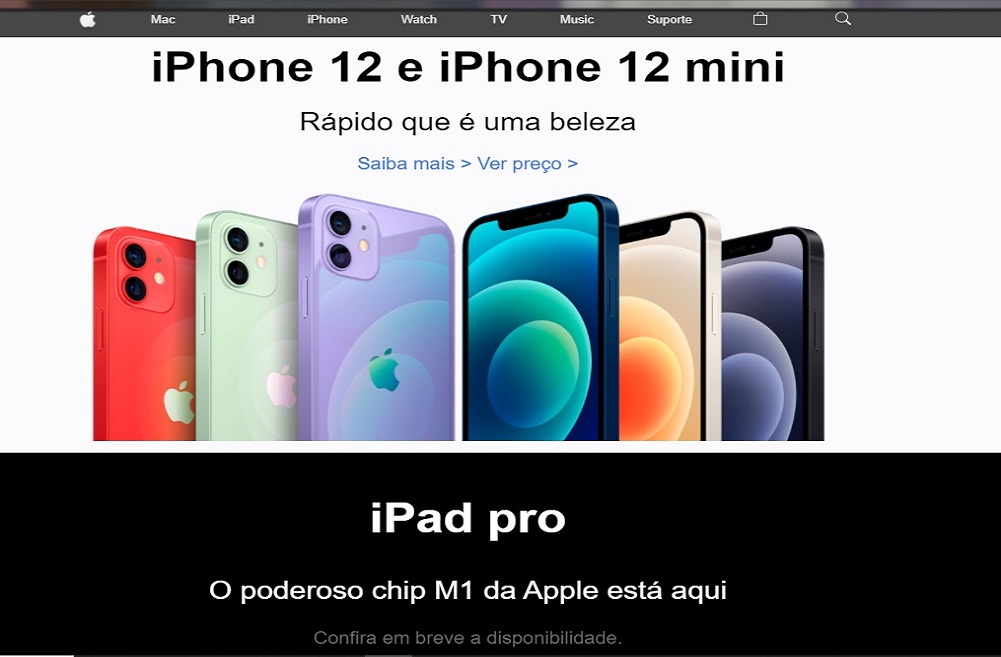 Mac iPad iPhone Watch TV Music Suporte
iPhone 12 e iPhone 12 mini
Rápido que é uma beleza
Saiba mais > Ver preço >
iPad pro
O poderoso chip M1 da Apple está aqui
Confira em breve a disponibilidade.